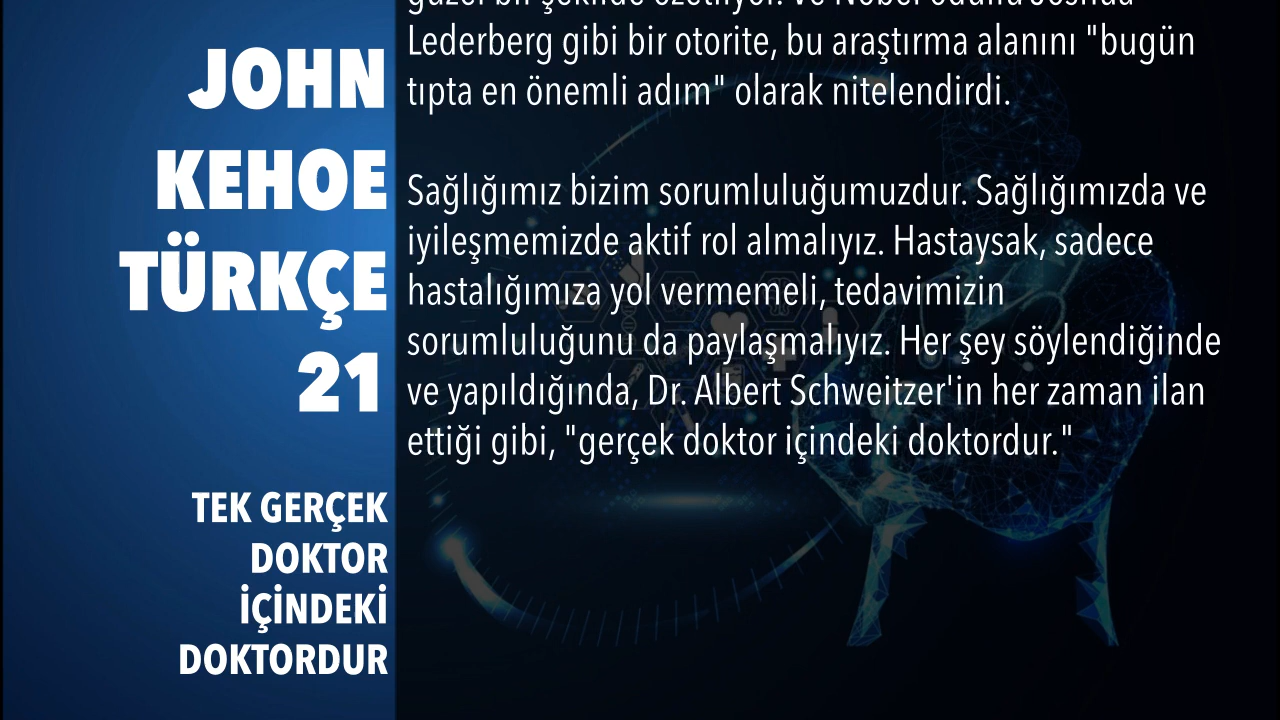 JOHN
KEHOE
TÜRKÇE
21
TEK GERÇEK
DOKTOR
İÇİNDEKİ
DOKTORDUR
Lederberg gibi bir otorite, bu araştırma alanını "bugün
tıpta en önemli adım" olarak nitelendirdi.
Sağlığımız bizim sorumluluğumuzdur. Sağlığımızda ve
iyileşmemizde aktif rol almalıyız. Hastaysak, sadece
hastalığımıza yol vermemeli, tedavimizin
sorumluluğunu da paylaşmalıyız. Her şey söylendiğinde
ve yapıldığında, Dr. Albert Schweitzer'in her zaman ilan
ettiği gibi, "gerçek doktor içindeki doktordur."